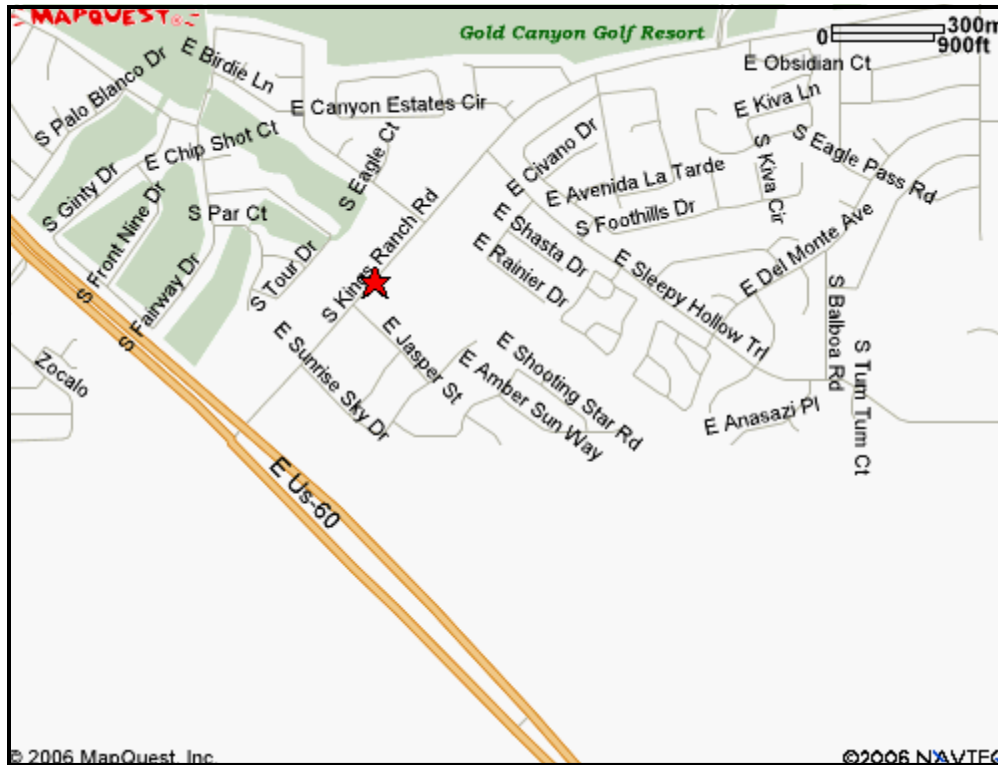 MAPQUEST
Gold Canyon Golf Resort
0
300m
900ft
E Obsidian Ct
S Palo Blanco Dr
E Birdie Ln
E Canyon Estates Cir
E Kiva Ln
E Chip Shot Ct
S Eagle Ct
E Civano Dr
S Kiva Cir
S Eagle Pass Rd
S Ginty Dr
S Front Nine Dr
S Par Ct
E Avenida La Tarde
S Foothills Dr
S Kings Ranch Rd
E Shasta Dr
E Rainier Dr
S Fairway Dr
S Tour Dr
E Sleepy Hollow Trl
E Del Monte Ave
S Balboa Rd
S Tum Tum Ct
Zocalo
E Sunrise Sky Dr
E Jasper St
E Amber Sun Way
E Shooting Star Rd
E Anasazi Pl
E Us-60
© 2006 MapQuest, Inc.
©2006 NAVTEQ